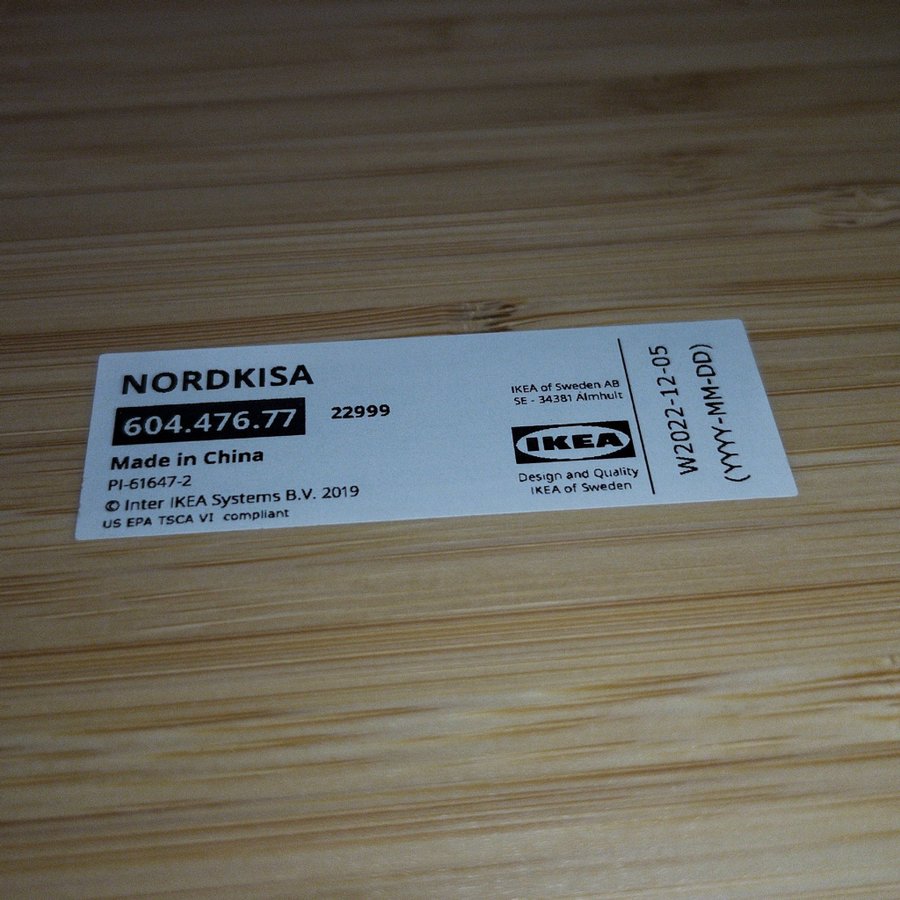 NORDKISA
604.476.77 22999
Made in China
PI-61647-2
© Inter IKEA Systems B.V. 2019
US EPA TSCA VI compliant
IKEA of Sweden AB
SE - 34381 Älmhult
IKEA
Design and Quality
IKEA of Sweden
W2022-12-05
(YYYY-MM-DD)